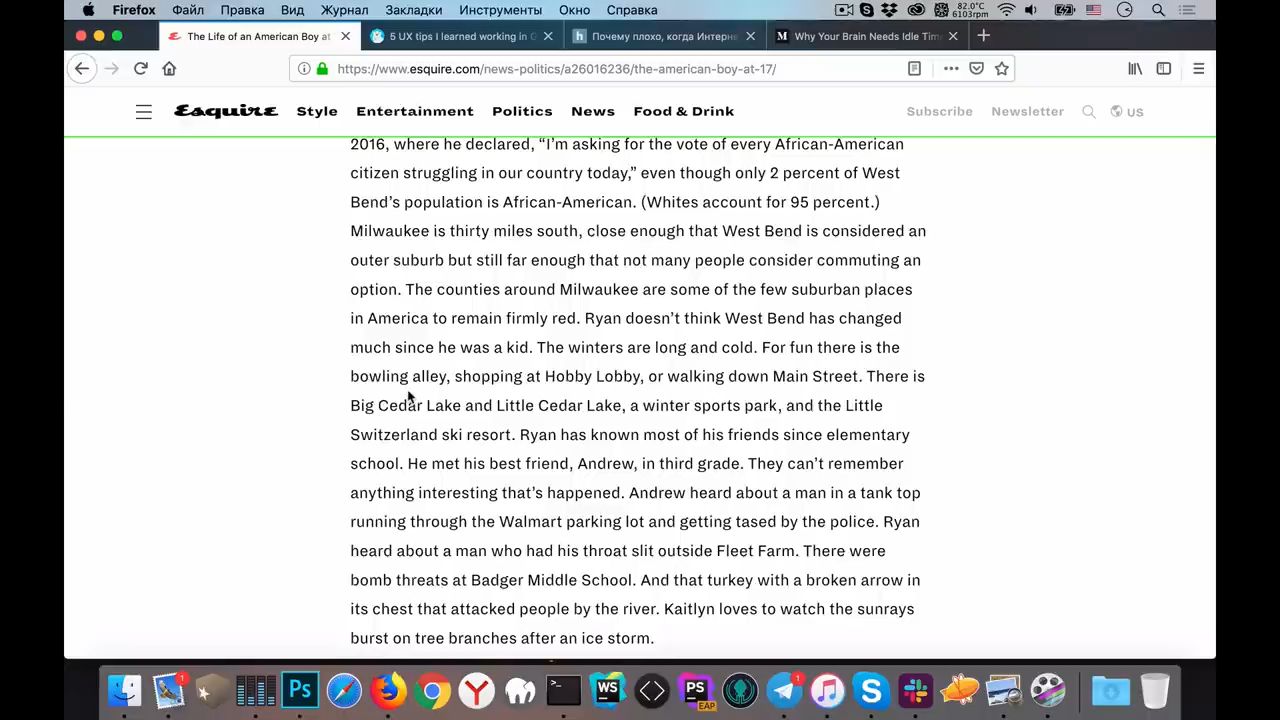 Firefox Файл Правка Вид Журнал Закладки Инструменты Окно Справка 82.0°C 6103rpm
The Life of an American Boy at 5 UX tips I learned working in G Почему плохо, когда Интерне Why Your Brain Needs Idle Time
https://www.esquire.com/news-politics/a26016236/the-american-boy-at-17/
Esquire Style Entertainment Politics News Food & Drink Subscribe Newsletter US
2016, where he declared, “I’m asking for the vote of every African-American
citizen struggling in our country today,” even though only 2 percent of West
Bend’s population is African-American. (Whites account for 95 percent.)
Milwaukee is thirty miles south, close enough that West Bend is considered an
outer suburb but still far enough that not many people consider commuting an
option. The counties around Milwaukee are some of the few suburban places
in America to remain firmly red. Ryan doesn’t think West Bend has changed
much since he was a kid. The winters are long and cold. For fun there is the
bowling alley, shopping at Hobby Lobby, or walking down Main Street. There is
Big Cedar Lake and Little Cedar Lake, a winter sports park, and the Little
Switzerland ski resort. Ryan has known most of his friends since elementary
school. He met his best friend, Andrew, in third grade. They can’t remember
anything interesting that’s happened. Andrew heard about a man in a tank top
running through the Walmart parking lot and getting tased by the police. Ryan
heard about a man who had his throat slit outside Fleet Farm. There were
bomb threats at Badger Middle School. And that turkey with a broken arrow in
its chest that attacked people by the river. Kaitlyn loves to watch the sunrays
burst on tree branches after an ice storm.
1 Ps WS PS EAP 1